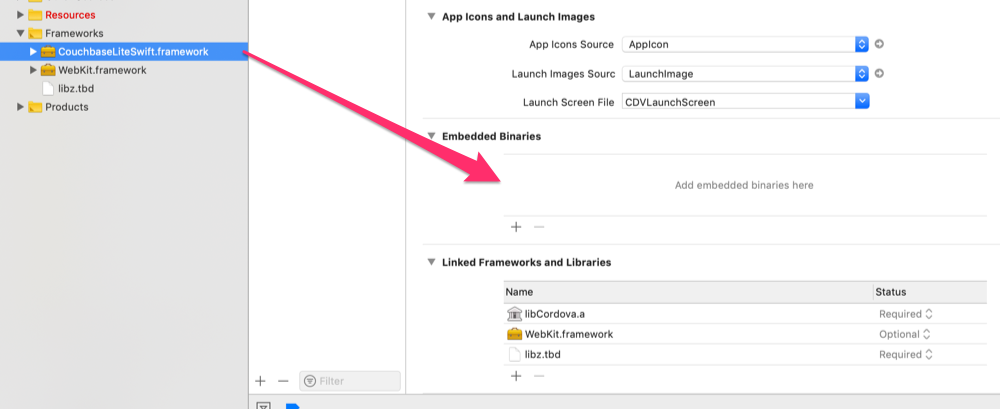 Resources
Frameworks
CouchbaseLiteSwift.framework
WebKit.framework
libz.tbd
Products
App Icons and Launch Images
App Icons Source AppIcon
Launch Images Sourc LaunchImage
Launch Screen File CDVLaunchScreen
Embedded Binaries
Add embedded binaries here
Linked Frameworks and Libraries
Name Status
libCordova.a Required
WebKit.framework Optional
libz.tbd Required
Filter